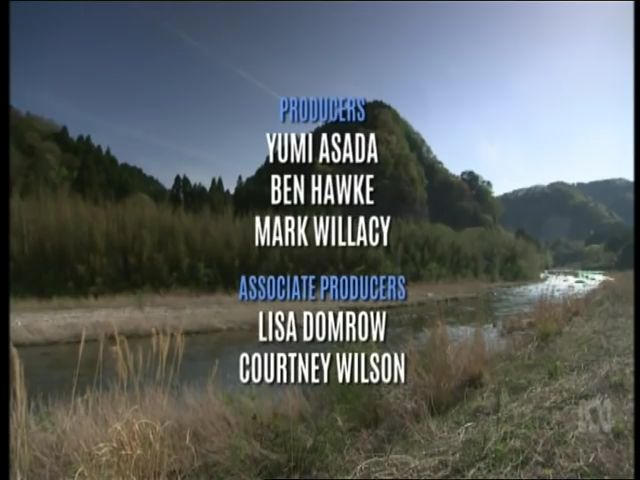 PRODUCERS
YUMI ASADA
BEN HAWKE
MARK WILLACY
ASSOCIATE PRODUCERS
LISA DOMROW
COURTNEY WILSON